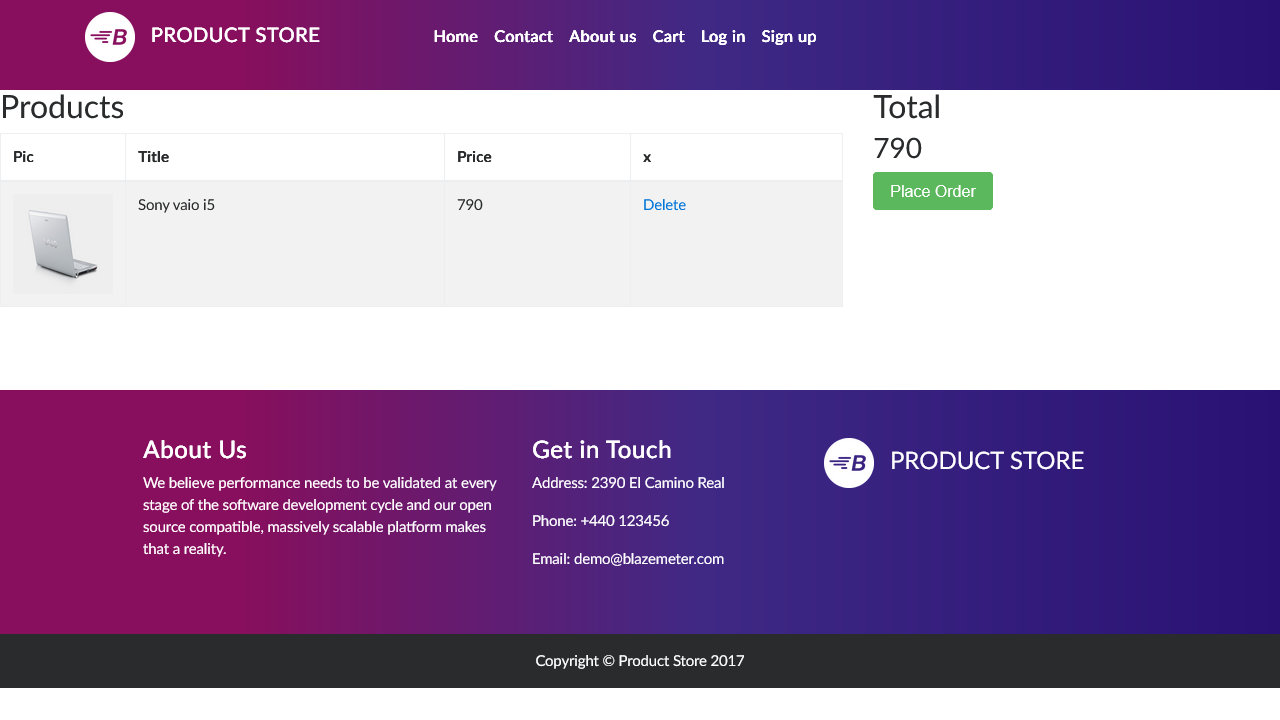 B PRODUCT STORE
Home Contact About us Cart Log in Sign up
Products
Total
Pic Title Price x
790
Place Order
Sony vaio i5 790 Delete
About Us
We believe performance needs to be validated at every
stage of the software development cycle and our open
source compatible, massively scalable platform makes
that a reality.
Get in Touch
Address: 2390 El Camino Real
Phone: +440 123456
Email: demo@blazemeter.com
B PRODUCT STORE
Copyright © Product Store 2017